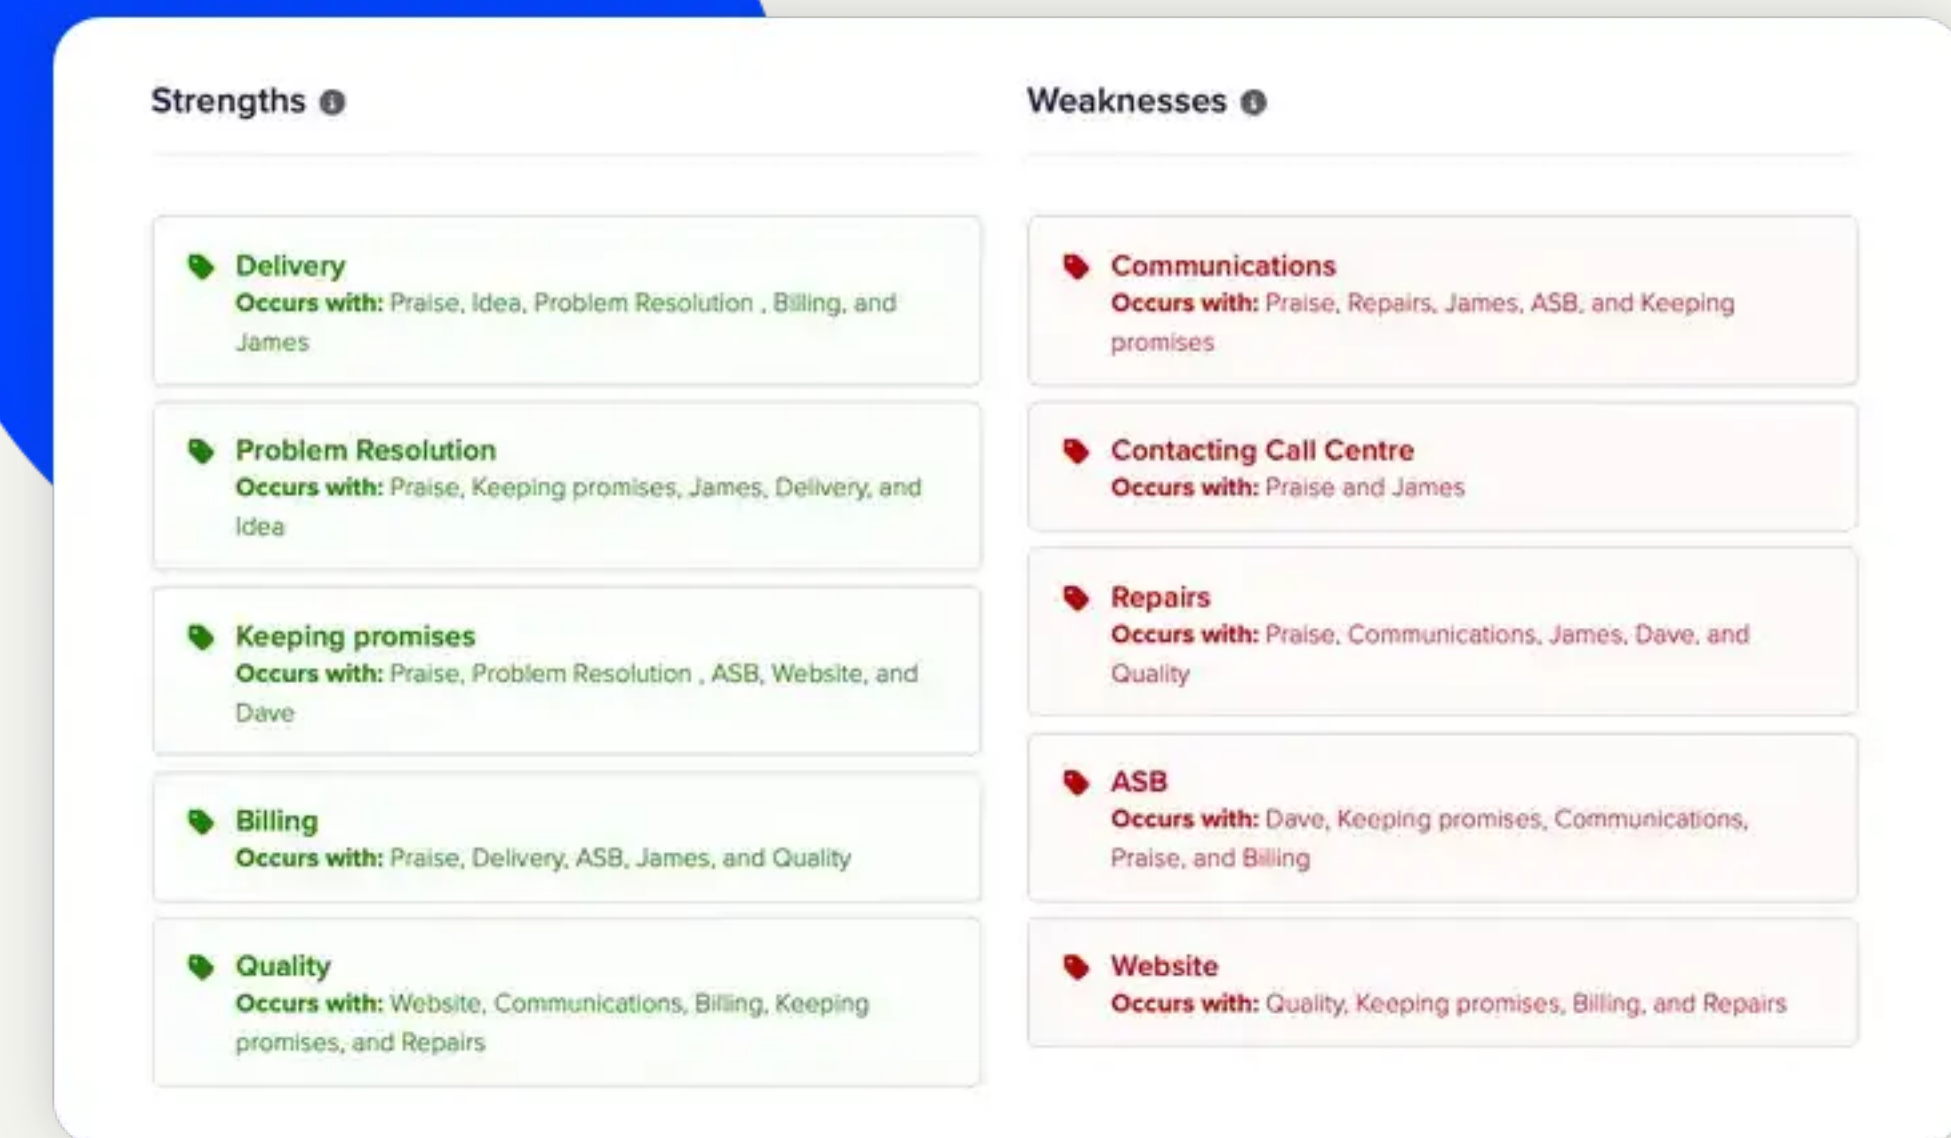 Strengths
Delivery
Occurs with: Praise, Idea, Problem Resolution , Billing, and
James
Problem Resolution
Occurs with: Praise, Keeping promises, James, Delivery, and
Idea
Keeping promises
Occurs with: Praise, Problem Resolution , ASB, Website, and
Dave
Billing
Occurs with: Praise, Delivery, ASB, James, and Quality
Quality
Occurs with: Website, Communications, Billing, Keeping
promises, and Repairs
Weaknesses
Communications
Occurs with: Praise, Repairs, James, ASB, and Keeping
promises
Contacting Call Centre
Occurs with: Praise and James
Repairs
Occurs with: Praise, Communications, James, Dave, and
Quality
ASB
Occurs with: Dave, Keeping promises, Communications,
Praise, and Billing
Website
Occurs with: Quality, Keeping promises, Billing, and Repairs